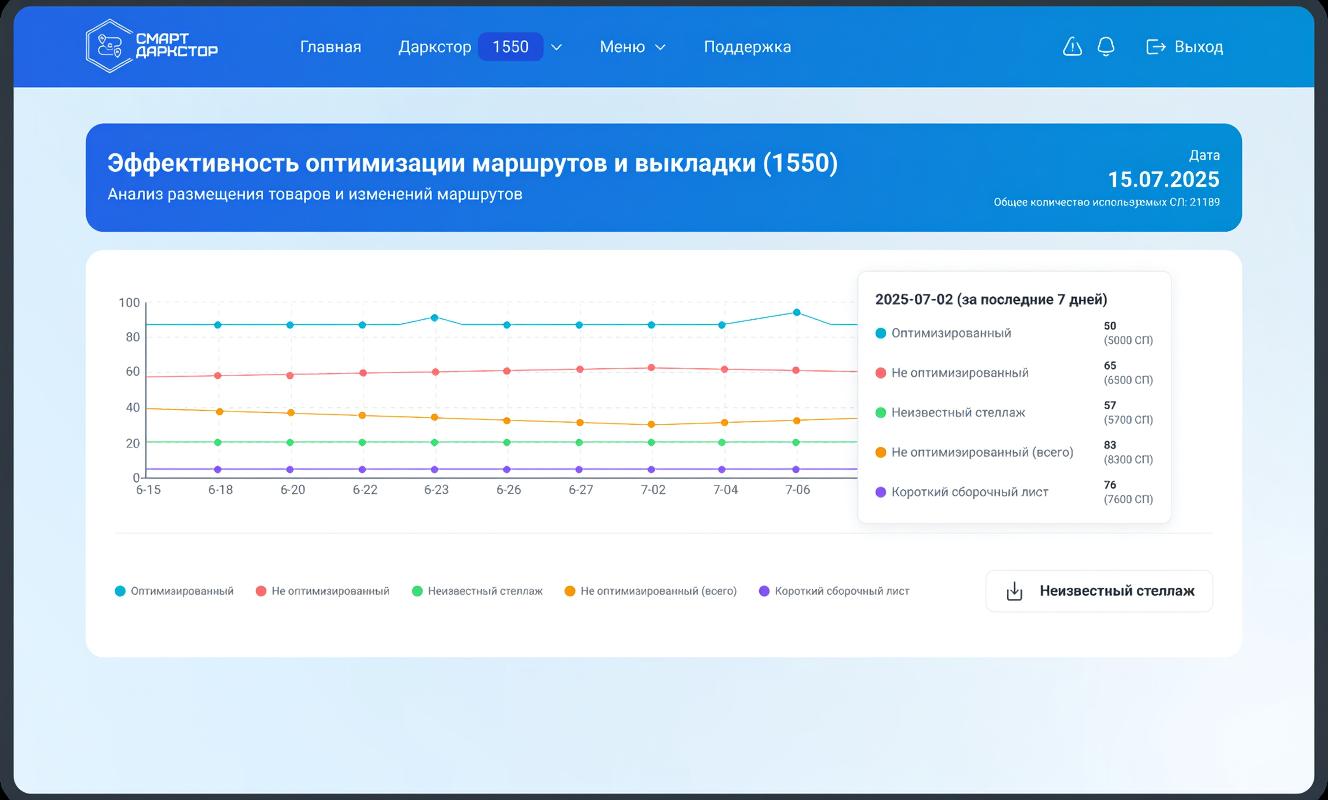 СМАРТ
ДАРКСТОР
Главная
Даркстор 1550
Меню
Поддержка
Выход
Эффективность оптимизации маршрутов и выкладки (1550)
Анализ размещения товаров и изменений маршрутов
Дата
15.07.2025
Общее количество используемых СЛ: 21189
100
80
60
40
20
0
6-15 6-18 6-20 6-22 6-23 6-26 6-27 7-02 7-04 7-06
2025-07-02 (за последние 7 дней)
Оптимизированный 50
(5000 СП)
Не оптимизированный 65
(6500 СП)
Неизвестный стеллаж 57
(5700 СП)
Не оптимизированный (всего) 83
(8300 СП)
Короткий сборочный лист 76
(7600 СП)
Оптимизированный Не оптимизированный Неизвестный стеллаж Не оптимизированный (всего) Короткий сборочный лист
Неизвестный стеллаж